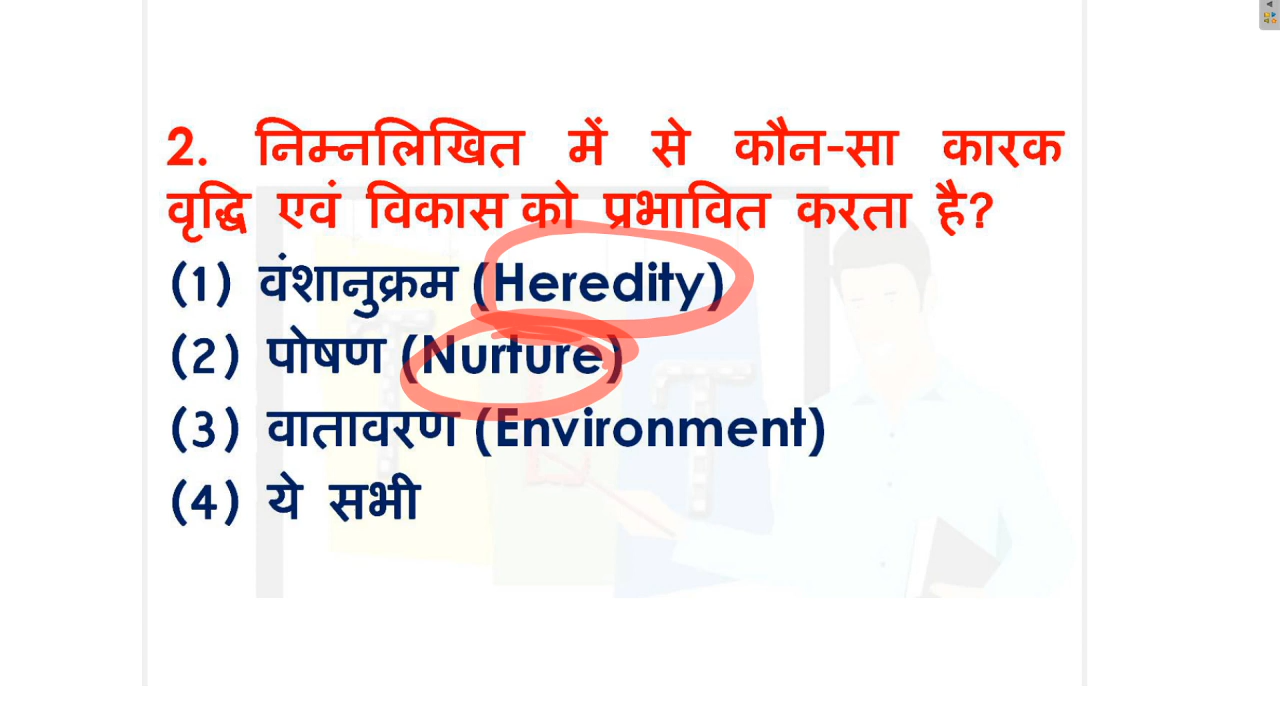 2. निम्नलिखित में से कौन-सा कारक
वृद्धि एवं विकास को प्रभावित करता है?
(1) वंशानुक्रम (Heredity)
(2) पोषण (Nurture)
(3) वातावरण (Environment)
(4) ये सभी